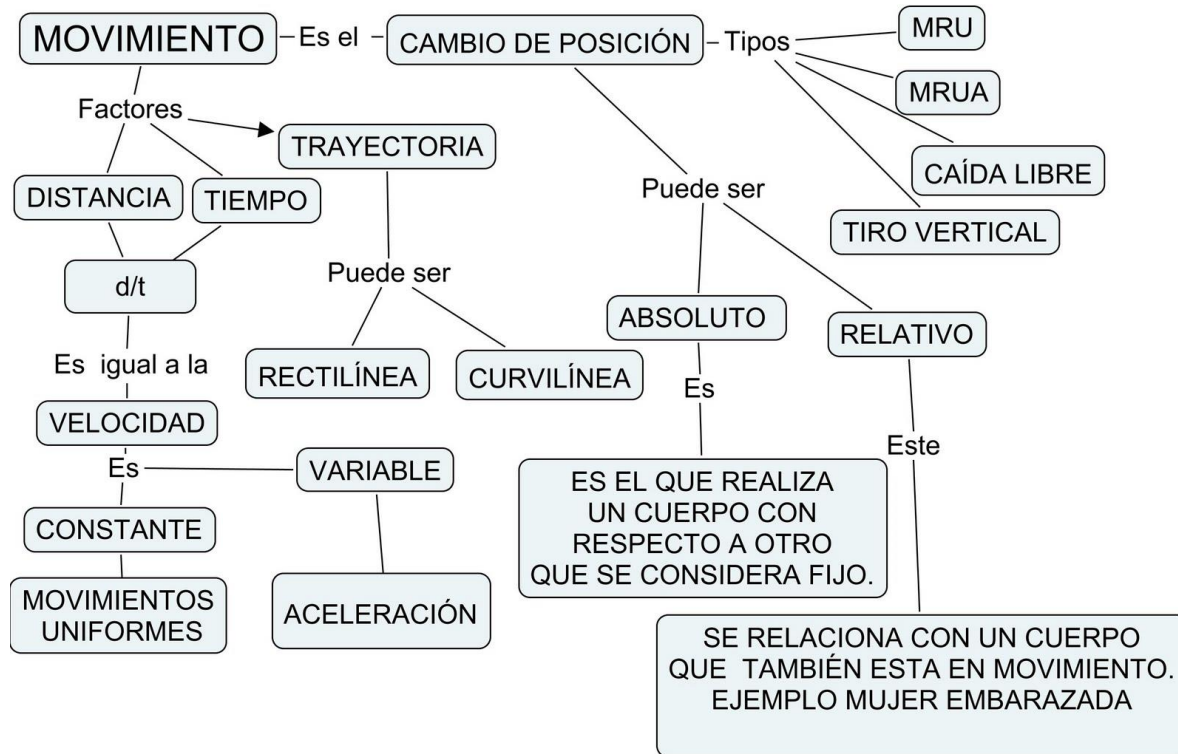 MOVIMIENTO
Es el
CAMBIO DE POSICIÓN
Tipos
MRU
MRUA
CAÍDA LIBRE
TIRO VERTICAL
Factores
TRAYECTORIA
DISTANCIA
TIEMPO
d/t
Es igual a la
VELOCIDAD
Es
VARIABLE
CONSTANTE
MOVIMIENTOS
UNIFORMES
ACELERACIÓN
Puede ser
RECTILÍNEA
CURVILÍNEA
Puede ser
ABSOLUTO
RELATIVO
Es
ES EL QUE REALIZA
UN CUERPO CON
RESPECTO A OTRO
QUE SE CONSIDERA FIJO.
Este
SE RELACIONA CON UN CUERPO
QUE TAMBIÉN ESTA EN MOVIMIENTO.
EJEMPLO MUJER EMBARAZADA